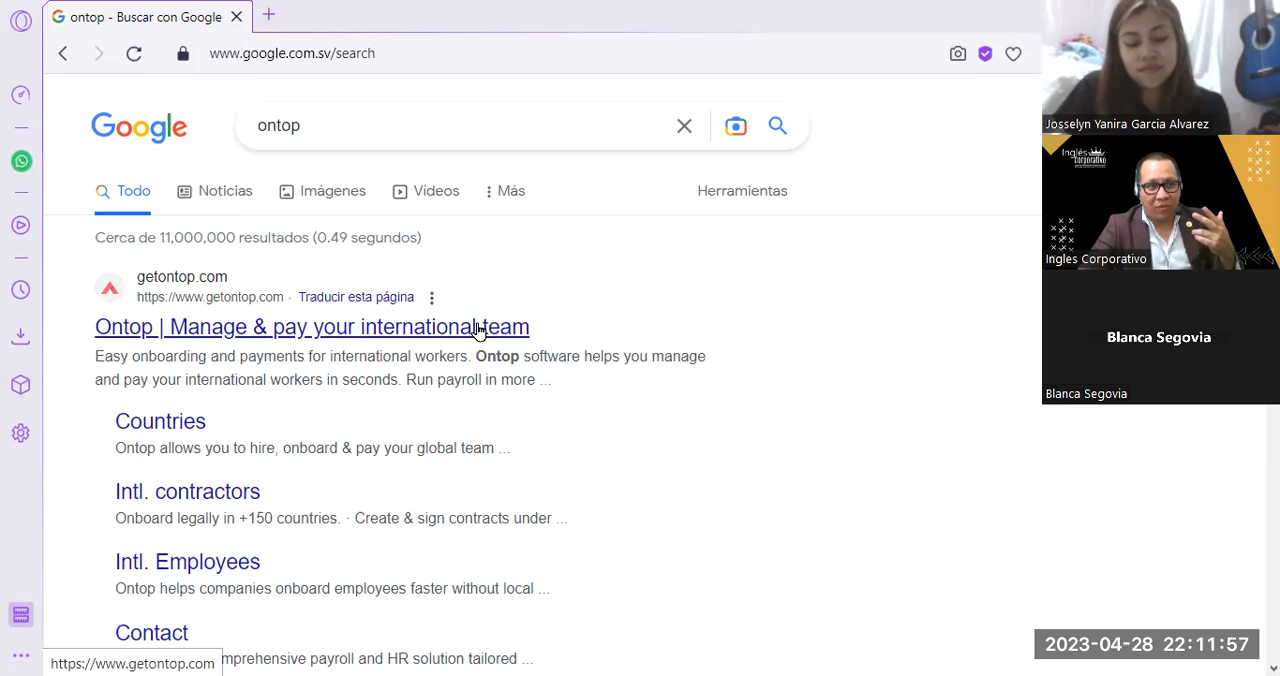 ontop - Buscar con Google
www.google.com.sv/search
Google
ontop
Todo
Noticias
Imágenes
Videos
Más
Herramientas
Cerca de 11,000,000 resultados (0.49 segundos)
getontop.com
https://www.getontop.com · Traducir esta página
Ontop | Manage & pay your international team
Easy onboarding and payments for international workers. Ontop software helps you manage
and pay your international workers in seconds. Run payroll in more ...
Countries
Ontop allows you to hire, onboard & pay your global team ...
Intl. contractors
Onboard legally in +150 countries. · Create & sign contracts under ...
Intl. Employees
Ontop helps companies onboard employees faster without local ...
Contact
mprehensive payroll and HR solution tailored ...
https://www.getontop.com
Josselyn Yanira Garcia Alvarez
Inglés
Corporativo
Ingles Corporativo
Blanca Segovia
Blanca Segovia
2023-04-28 22:11:57